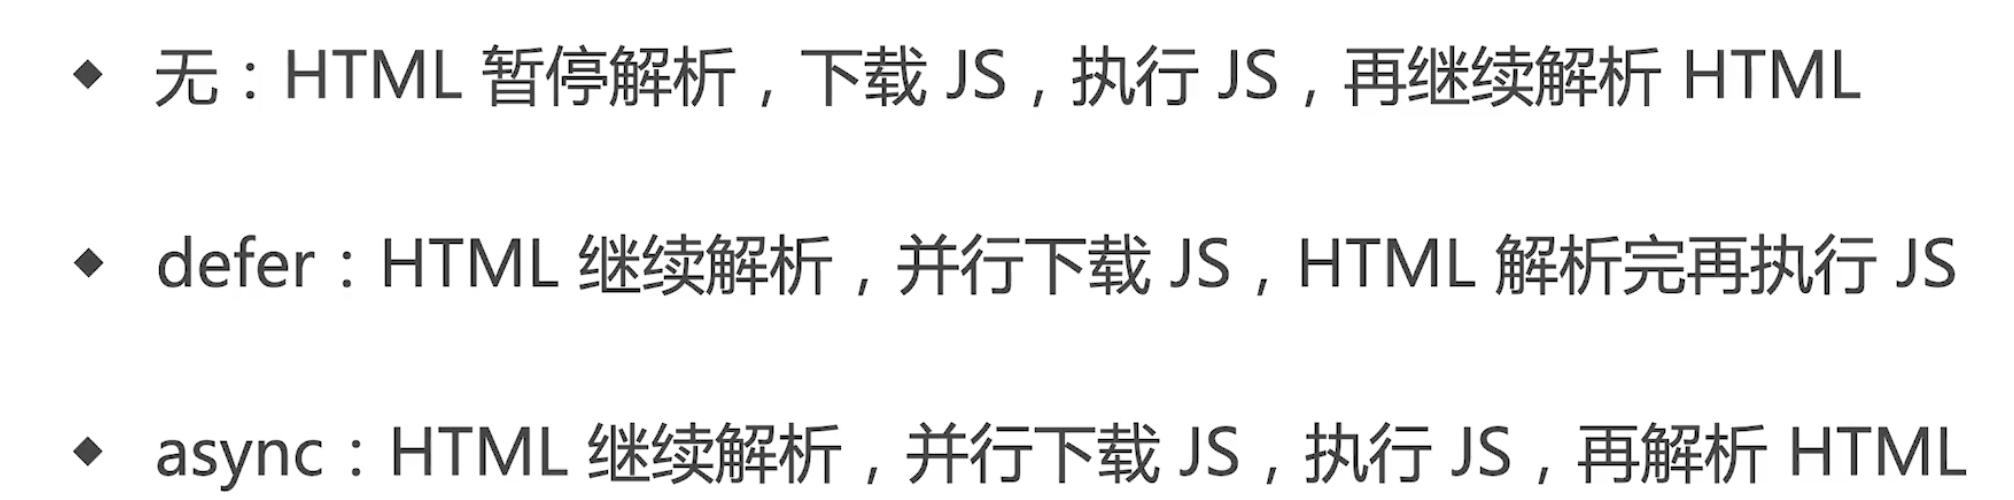 ◆ 无：HTML 暂停解析，下载 JS，执行 JS，再继续解析 HTML
◆ defer：HTML 继续解析，并行下载 JS，HTML 解析完再执行 JS
◆ async：HTML 继续解析，并行下载 JS，执行 JS，再解析 HTML